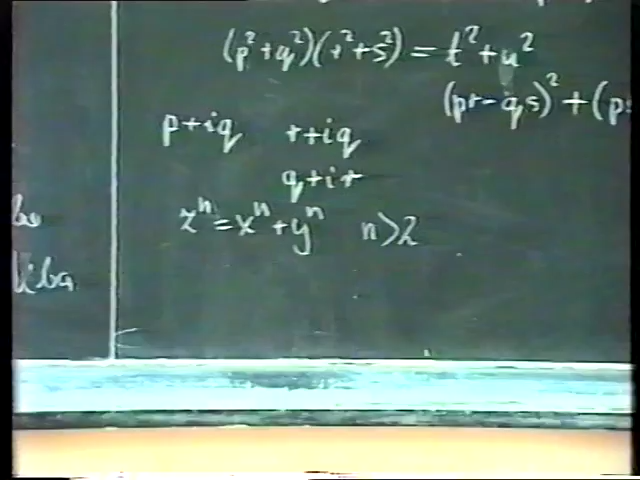 (p²+q²)(r²+s²) = t²+u²
(pr-qs)²+(p
p+iq r+iq
q+ir
zⁿ=xⁿ+yⁿ n>2